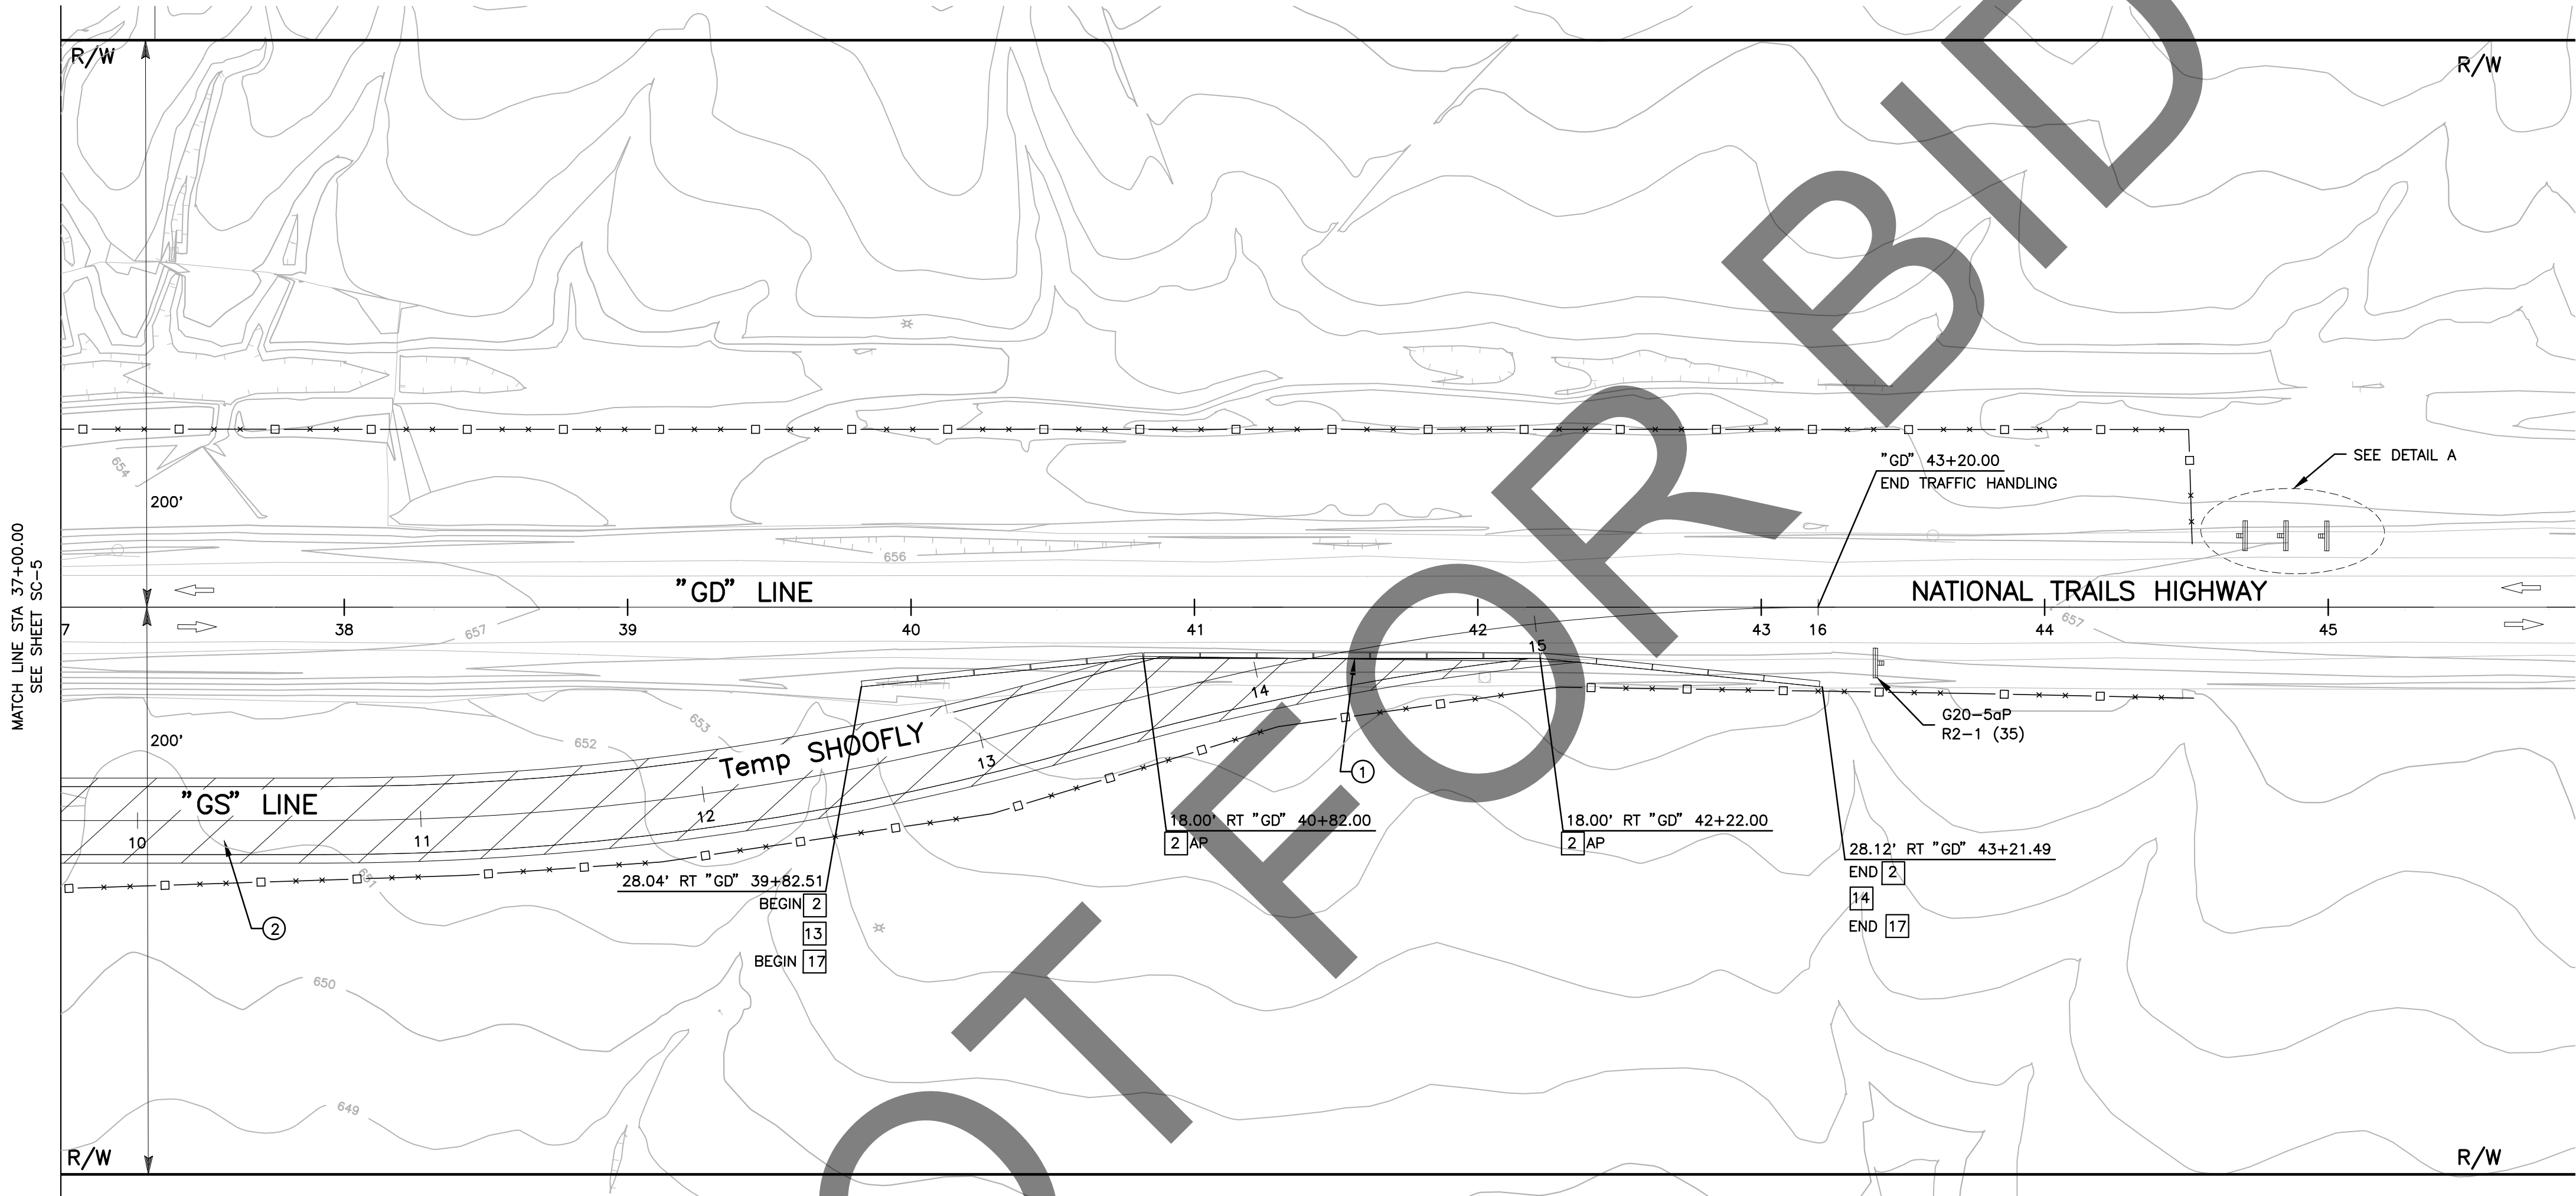 R/W
R/W
654
200'
"GD" 43+20.00
END TRAFFIC HANDLING
SEE DETAIL A
656
"GD" LINE
NATIONAL TRAILS HIGHWAY
MATCH LINE STA 37+00.00
SEE SHEET SC-5
7 38 39 40 41 42 43 16 44 45
657
657
15
14
13
12
11
10
G20-5aP
R2-1 (35)
200'
652
653
Temp SHOOFLY
"GS" LINE
1
18.00' RT "GD" 40+82.00
2 AP
18.00' RT "GD" 42+22.00
2 AP
28.12' RT "GD" 43+21.49
END 2
14
END 17
651
28.04' RT "GD" 39+82.51
BEGIN 2
13
BEGIN 17
2
650
649
R/W
R/W
OT FOR BID